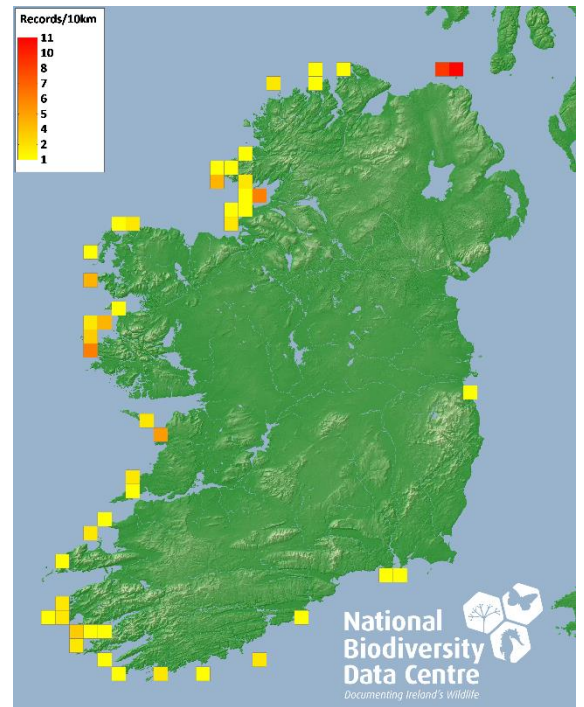 Records/10km
11
10
8
7
6
5
4
2
1
National
Biodiversity
Data Centre
Documenting Ireland's Wildlife